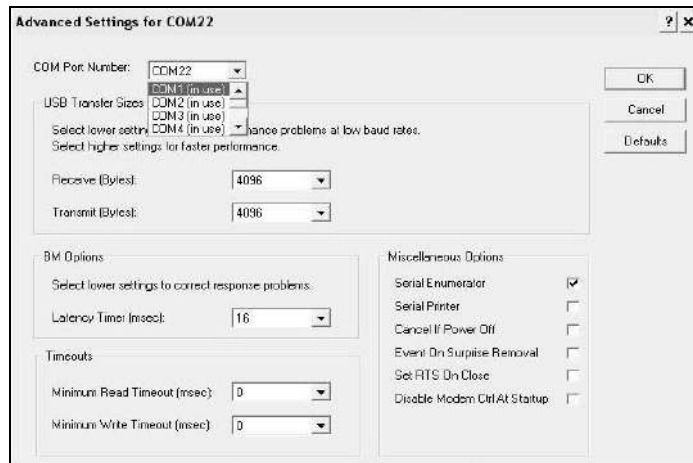 Advanced Settings for COM22
? ×
COM Port Number: COM22
OK
COM1 (in use)
USB Transfer Sizes COM2 (in use)
COM3 (in use)
Cancel
Select lower settin COM4 (in use) nance problems at low baud rates.
Select higher settings for faster performance.
Defaults
Receive (Bytes): 4096
Transmit (Bytes): 4096
BM Options
Select lower settings to correct response problems.
Latency Timer (msec): 16
Timeouts
Minimum Read Timeout (msec): 0
Minimum Write Timeout (msec): 0
Miscellaneous Options
Serial Enumerator
Serial Printer
Cancel If Power Off
Event On Surprise Removal
Set RTS On Close
Disable Modem Ctrl At Startup